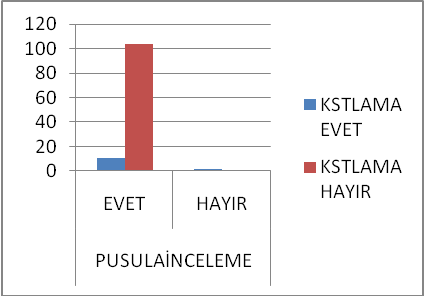 120
100
80
60
40
20
0
EVET
HAYIR
PUSULAİNCELEME
KSTLAMA
EVET
KSTLAMA
HAYIR